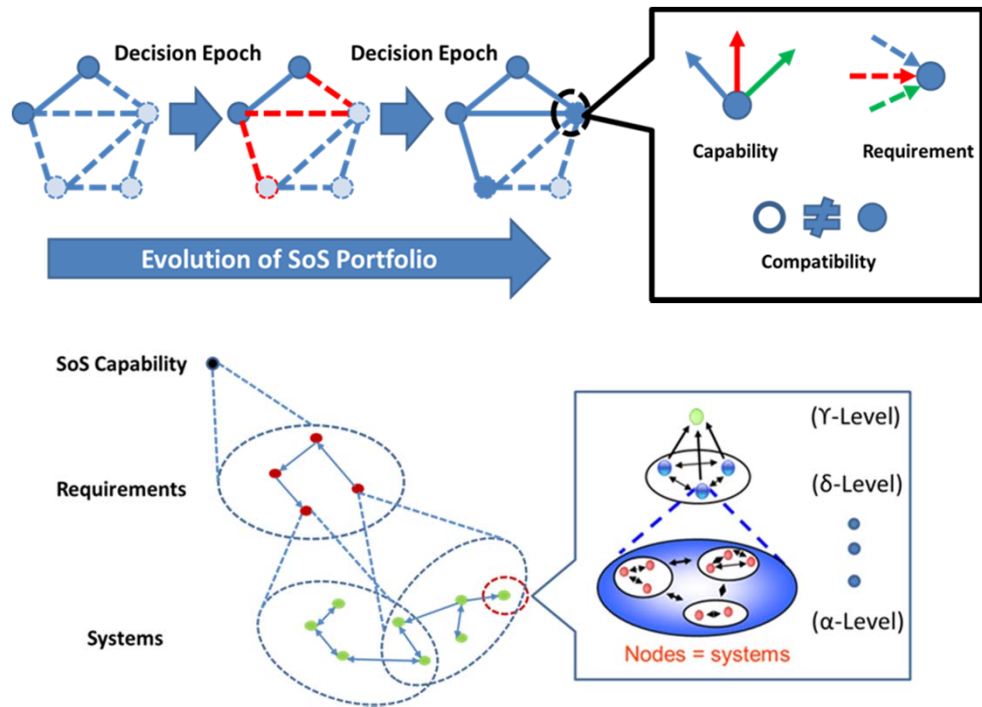 Decision Epoch
Decision Epoch
Capability
Requirement
Compatibility
Evolution of SoS Portfolio
SoS Capability
Requirements
Systems
(ϒ-Level)
(δ-Level)
(α-Level)
Nodes = systems